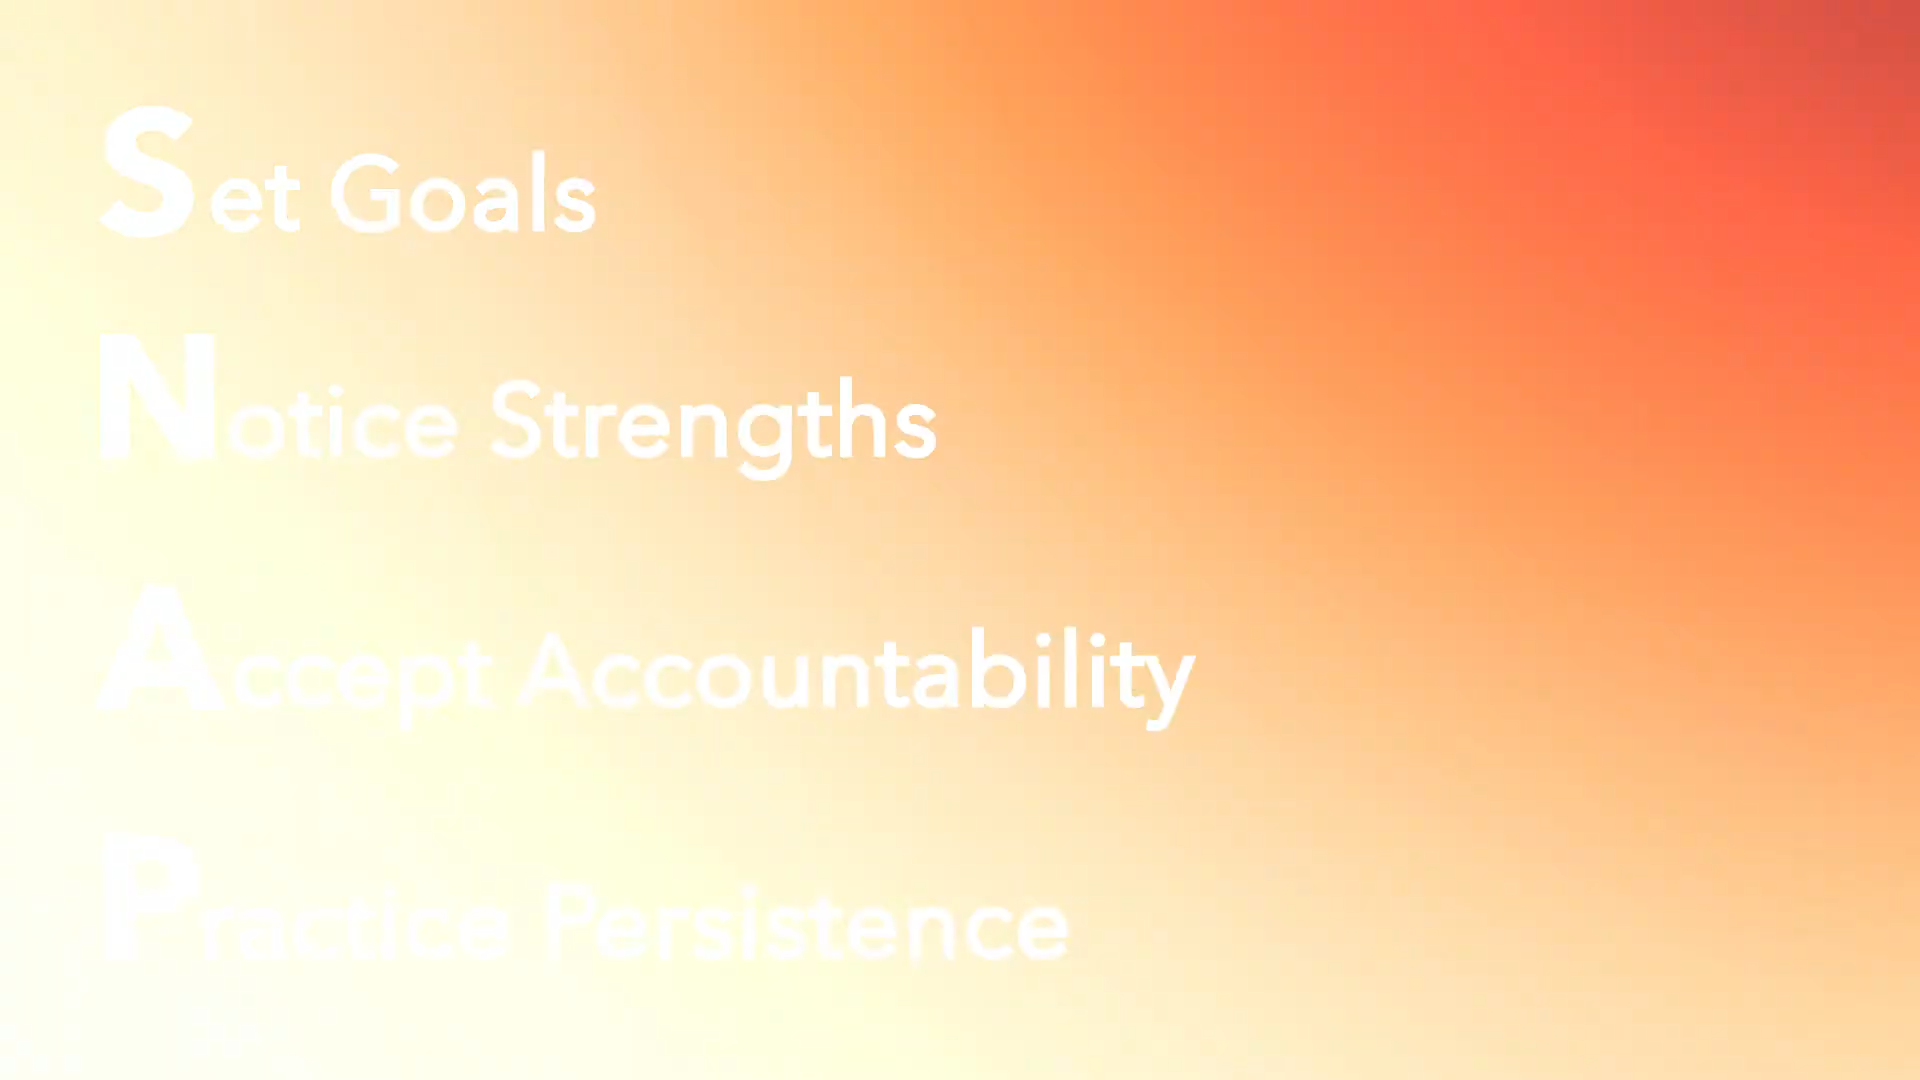 Set Goals
Notice Strengths
Accept Accountability
Practice Persistence